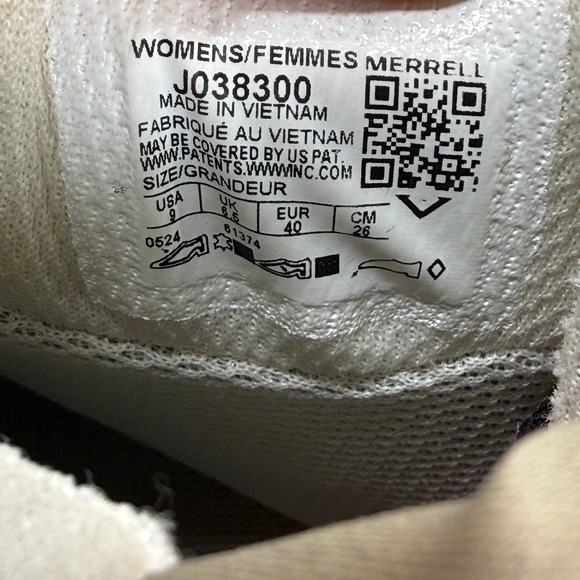 WOMENS/FEMMES MERRELL
J038300
MADE IN VIETNAM
FABRIQUÉ AU VIETNAM
MAY BE COVERED BY US PAT.
WWW.PATENTS.WWWINC.COM
SIZE/GRANDEUR
USA UK EUR CM
9 6.5 40 26
0524 61374